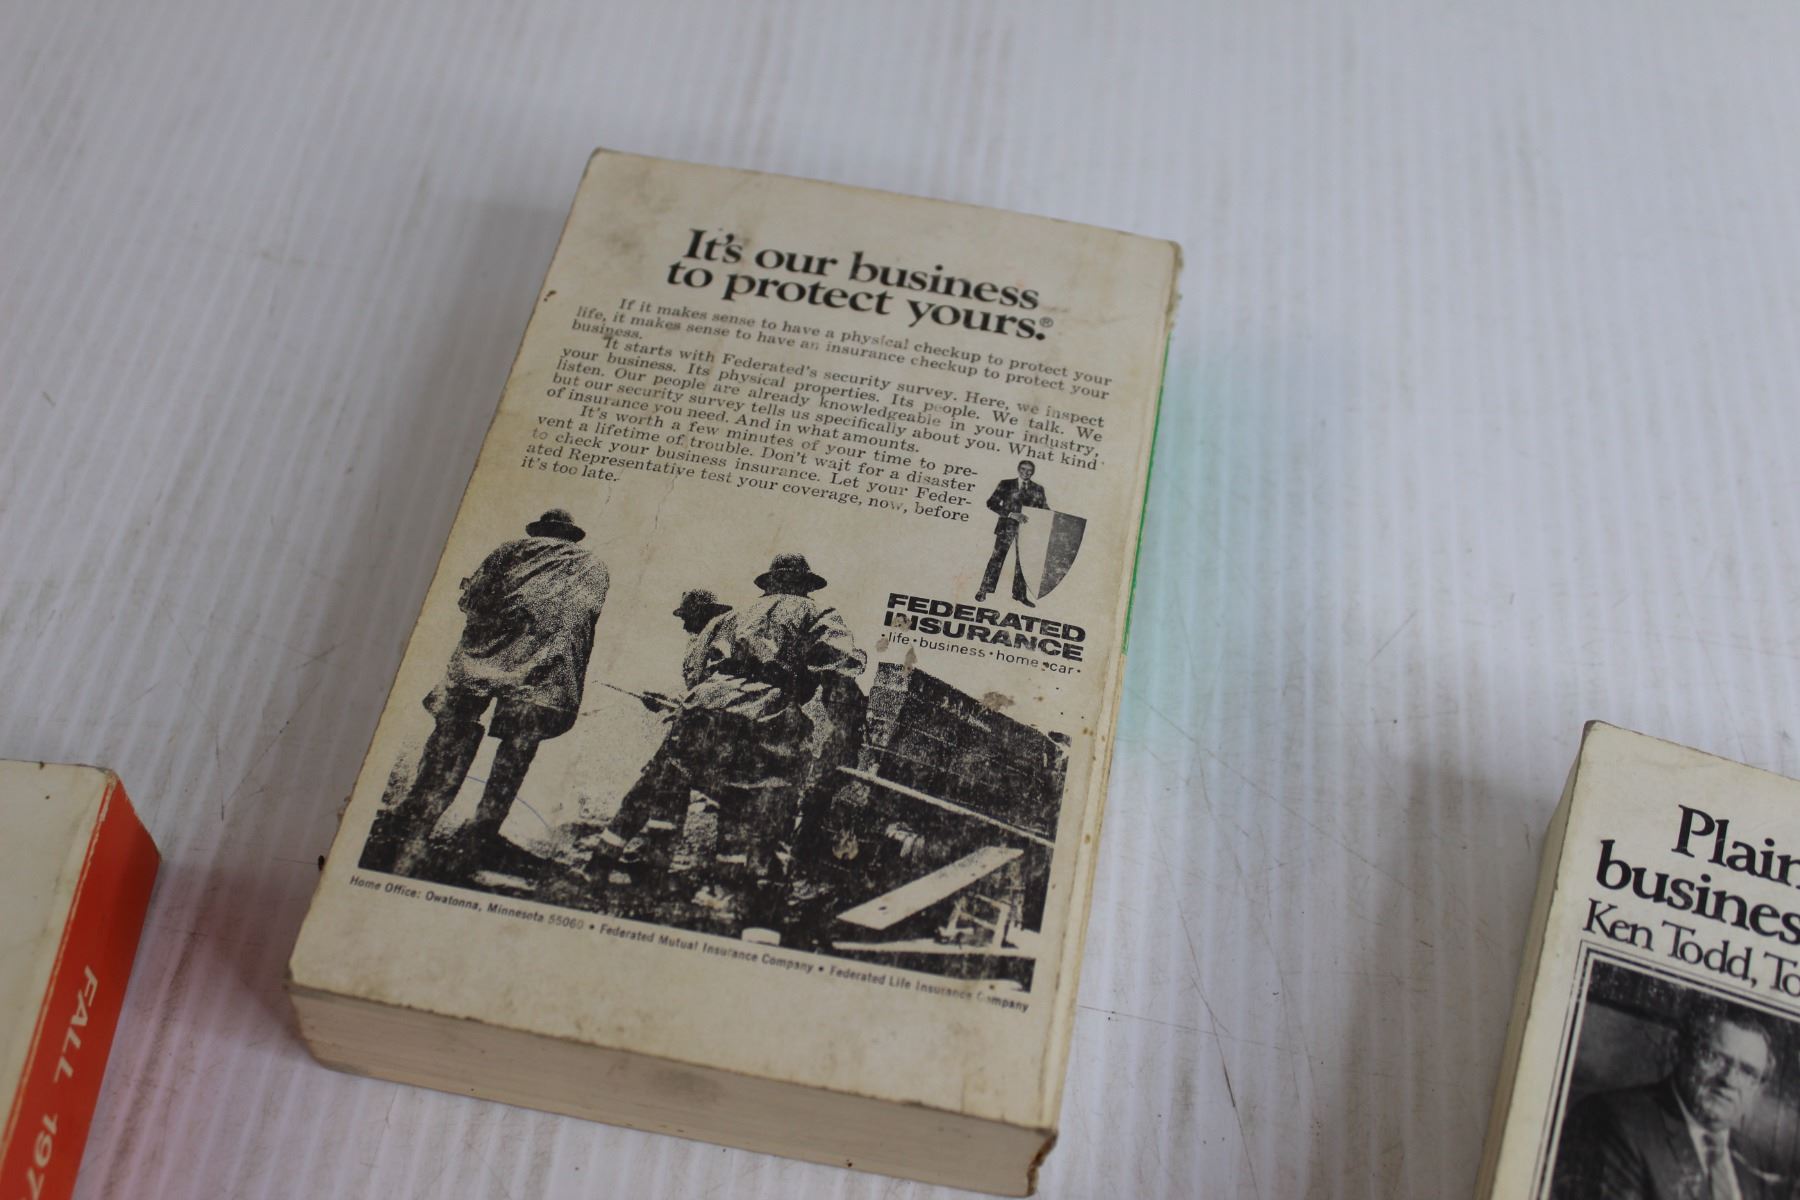 It's our business
to protect yours.®
If it makes sense to have a physical checkup to protect your
life, it makes sense to have an insurance checkup to protect your
business.
It starts with Federated's security survey. Here, we inspect
your business. Its physical properties. Its people. We talk. We
listen. Our people are already knowledgeable in your industry,
but our security survey tells us specifically about you. What kind
of insurance you need. And in what amounts.
It's worth a few minutes of your time to pre-
vent a lifetime of trouble. Don't wait for a disaster
to check your business insurance. Let your Feder-
ated Representative test your coverage, now, before
it's too late.
FEDERATED
INSURANCE
•life•business•home•car•
Home Office: Owatonna, Minnesota 55060 • Federated Mutual Insurance Company • Federated Life Insurance Company
FALL 197
Plain
business
Ken Todd, To